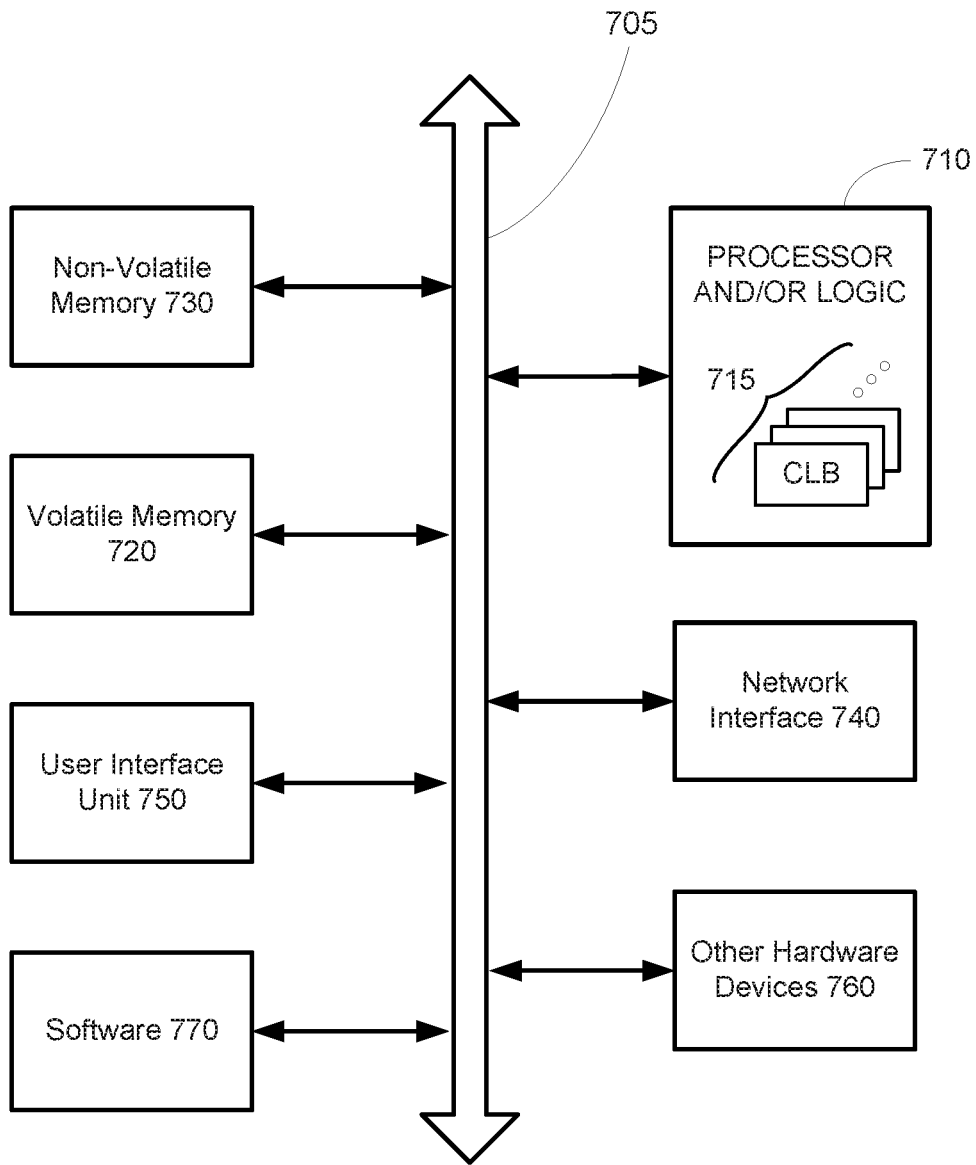 705
710
Non-Volatile
Memory 730
PROCESSOR
AND/OR LOGIC
715
CLB
Volatile Memory
720
Network
Interface 740
User Interface
Unit 750
Other Hardware
Devices 760
Software 770